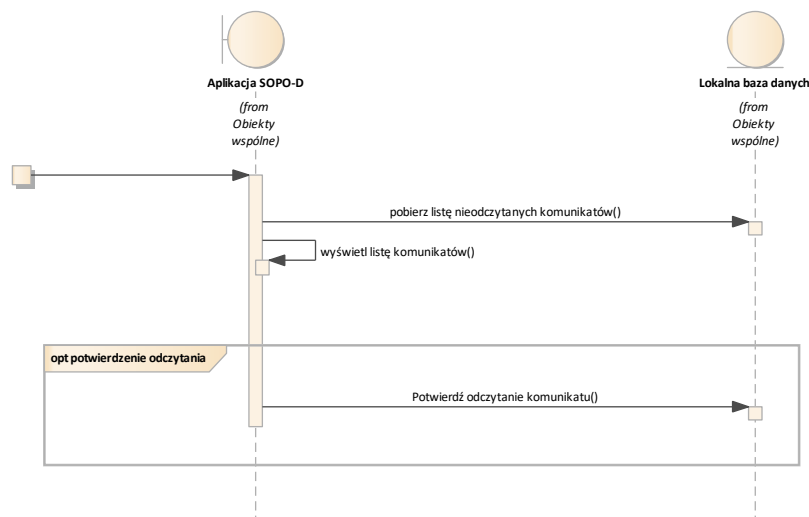 Aplikacja SOPO-D
(from
Obiekty
wspólne)
Lokalna baza danych
(from
Obiekty
wspólne)
pobierz listę nieodczytanych komunikatów()
wyświetl listę komunikatów()
opt potwierdzenie odczytania
Potwierdź odczytanie komunikatu()